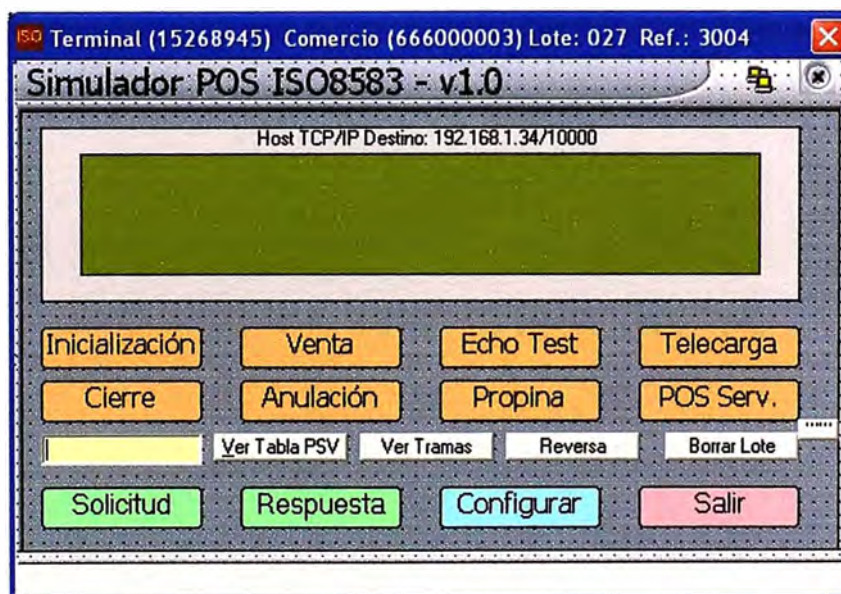 ISO Terminal (15268945) Comercio (666000003) Lote: 027 Ref.: 3004
Simulador POS ISO8583 - v1.0
Host TCP/IP Destino: 192.168.1.34/10000
Inicialización Venta Echo Test Telecarga
Cierre Anulación Propina POS Serv.
Ver Tabla PSV Ver Tramas Reversa Borrar Lote
Solicitud Respuesta Configurar Salir